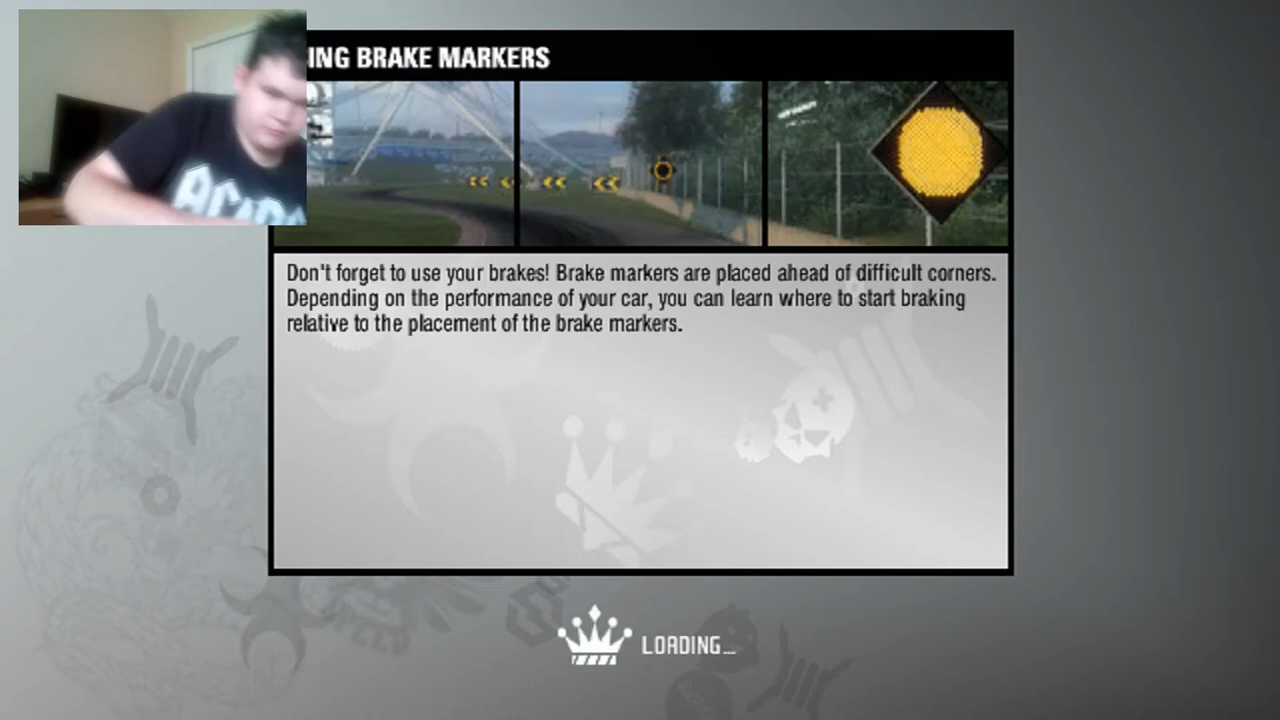 ING BRAKE MARKERS
Don't forget to use your brakes! Brake markers are placed ahead of difficult corners.
Depending on the performance of your car, you can learn where to start braking
relative to the placement of the brake markers.
LOADING...